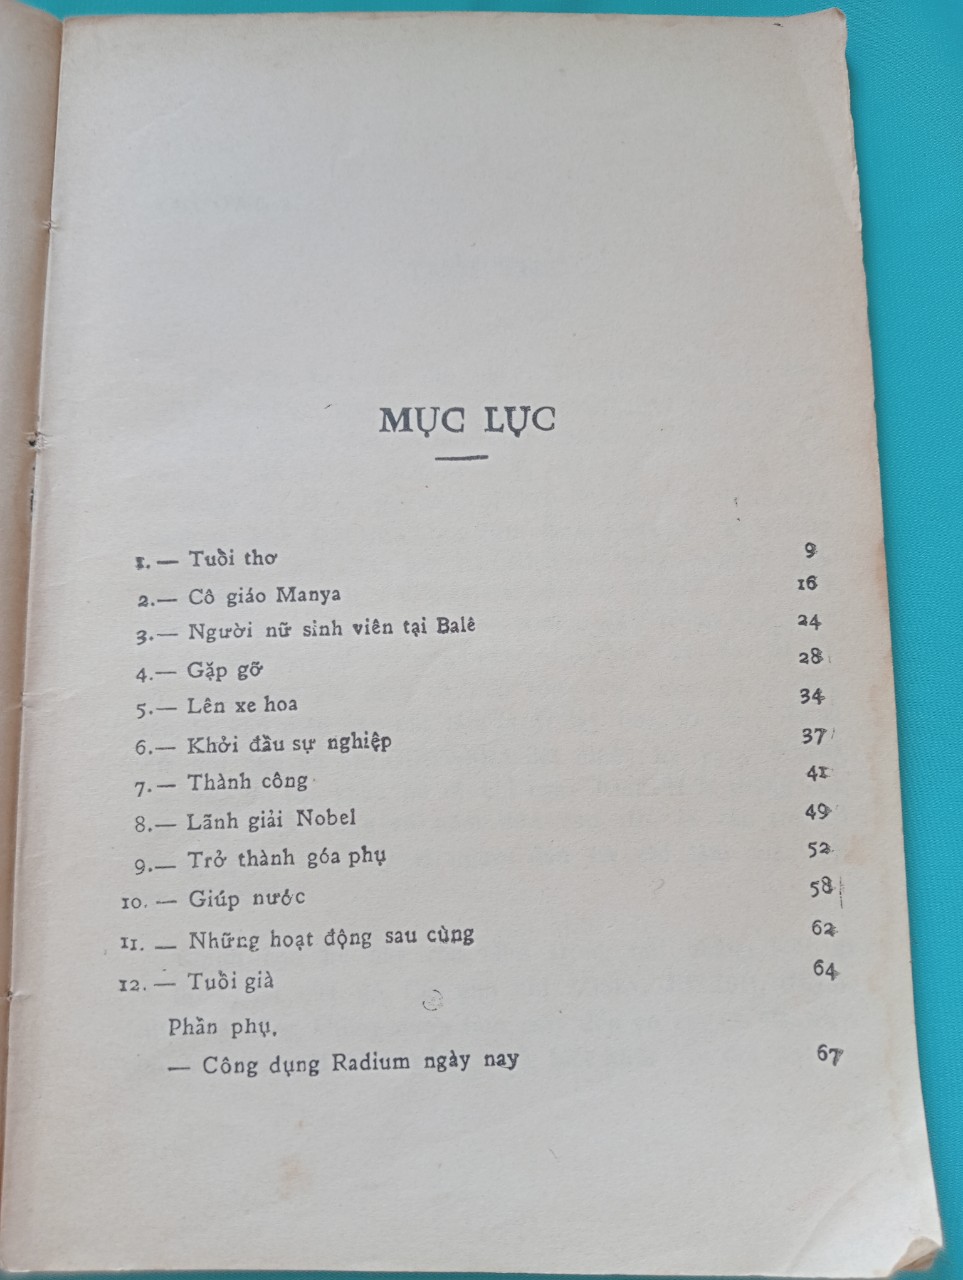 MỤC LỤC
1.— Tuổi thơ 9
2.— Cô giáo Manya 16
3.— Người nữ sinh viên tại Balê 24
4.— Gặp gỡ 28
5.— Lên xe hoa 34
6.— Khởi đầu sự nghiệp 37
7.— Thành công 41
8.— Lãnh giải Nobel 49
9.— Trở thành góa phụ 52
10. — Giúp nước 58
11. — Những hoạt động sau cùng 62
12. — Tuổi già 64
Phần phụ.
— Công dụng Radium ngày nay 67